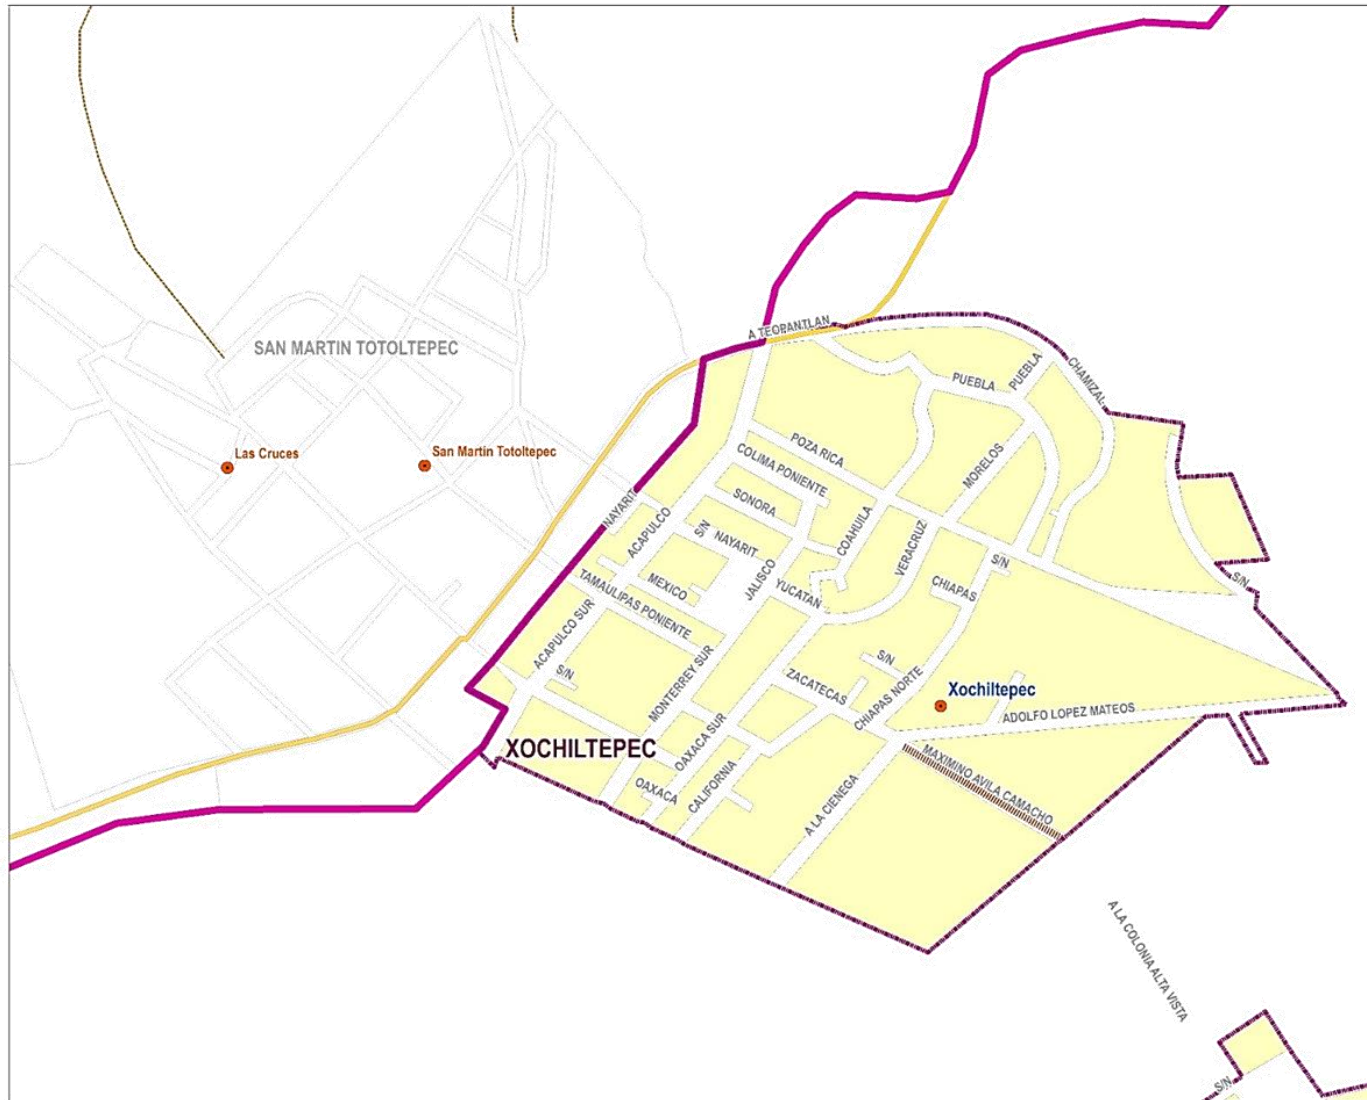 A TEOPANTLAN
SAN MARTIN TOTOLTEPEC
CHAMIZAL
PUEBLA
PUEBLA
Las Cruces
San Martin Totoltepec
POZA RICA
COLIMA PONIENTE
MORELOS
SONORA
NAYARIT
ACAPULCO
S/N
NAYARIT
COAHUILA
VERACRUZ
S/N
MEXICO
JALISCO
YUCATAN
CHIAPAS
S/N
TAMAULIPAS PONIENTE
ACAPULCO SUR
S/N
MONTERREY SUR
ZACATECAS
S/N
CHIAPAS NORTE
Xochiltepec
ADOLFO LOPEZ MATEOS
XOCHILTEPEC
OAXACA SUR
OAXACA
CALIFORNIA
MAXIMINO AVILA CAMACHO
A LA CIENEGA
A LA COLONIA ALTA VISTA
S/N